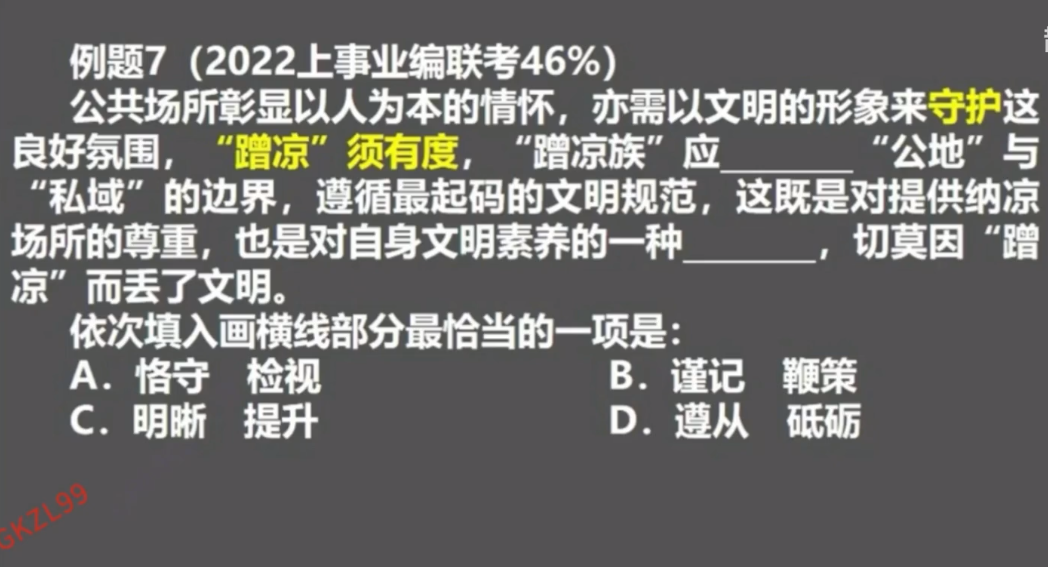 例题7（2022上事业编联考46%）
公共场所彰显以人为本的情怀，亦需以文明的形象来守护这
良好氛围，“蹭凉”须有度，“蹭凉族”应_______“公地”与
“私域”的边界，遵循最起码的文明规范，这既是对提供纳凉
场所的尊重，也是对自身文明素养的一种_______，切莫因“蹭
凉”而丢了文明。
依次填入画横线部分最恰当的一项是：
A．恪守 检视 B．谨记 鞭策
C．明晰 提升 D．遵从 砥砺
GKZL99